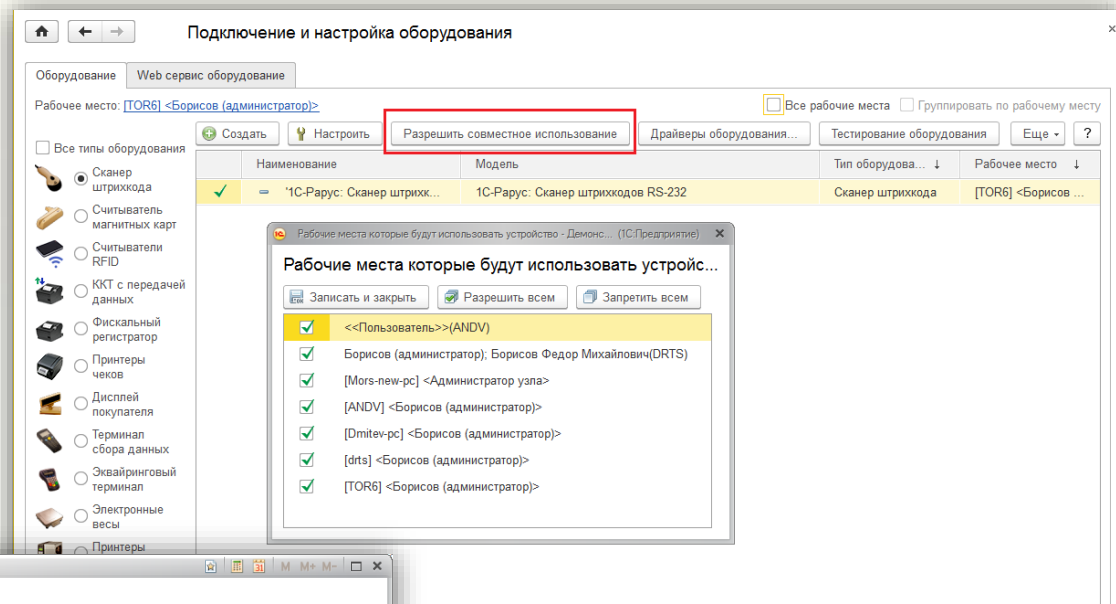 Подключение и настройка оборудования
Оборудование
Web сервис оборудование
Рабочее место: [TOR6] <Борисов (администратор)>
Все рабочие места
Группировать по рабочему месту
Создать
Настроить
Разрешить совместное использование
Драйверы оборудования...
Тестирование оборудования
Еще
?
Все типы оборудования
Наименование
Модель
Тип оборудова... ↓
Рабочее место ↓
'1С-Рарус: Сканер штрихк...
1С-Рарус: Сканер штрихкодов RS-232
Сканер штрихкода
[TOR6] <Борисов ...
Сканер
штрихкода
Считыватель
магнитных карт
Считыватели
RFID
ККТ с передачей
данных
Фискальный
регистратор
Принтеры
чеков
Дисплей
покупателя
Терминал
сбора данных
Эквайринговый
терминал
Электронные
весы
Принтеры
Рабочие места которые будут использовать устройство - Демонс... (1С:Предприятие)
Рабочие места которые будут использовать устройс...
Записать и закрыть
Разрешить всем
Запретить всем
<<Пользователь>>(ANDV)
Борисов (администратор); Борисов Федор Михайлович(DRTS)
[Mors-new-pc] <Администратор узла>
[ANDV] <Борисов (администратор)>
[Dmitev-pc] <Борисов (администратор)>
[drts] <Борисов (администратор)>
[TOR6] <Борисов (администратор)>
31
M M+ M-